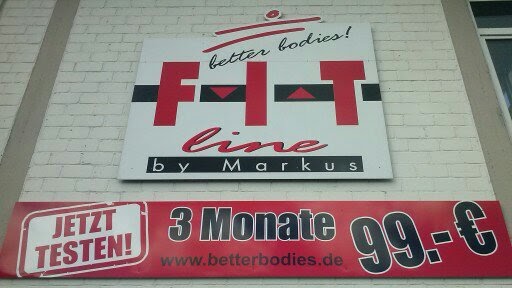 better bodies!
F-I-T
line
by Markus
JETZT
TESTEN!
3 Monate
99.-€
www.betterbodies.de